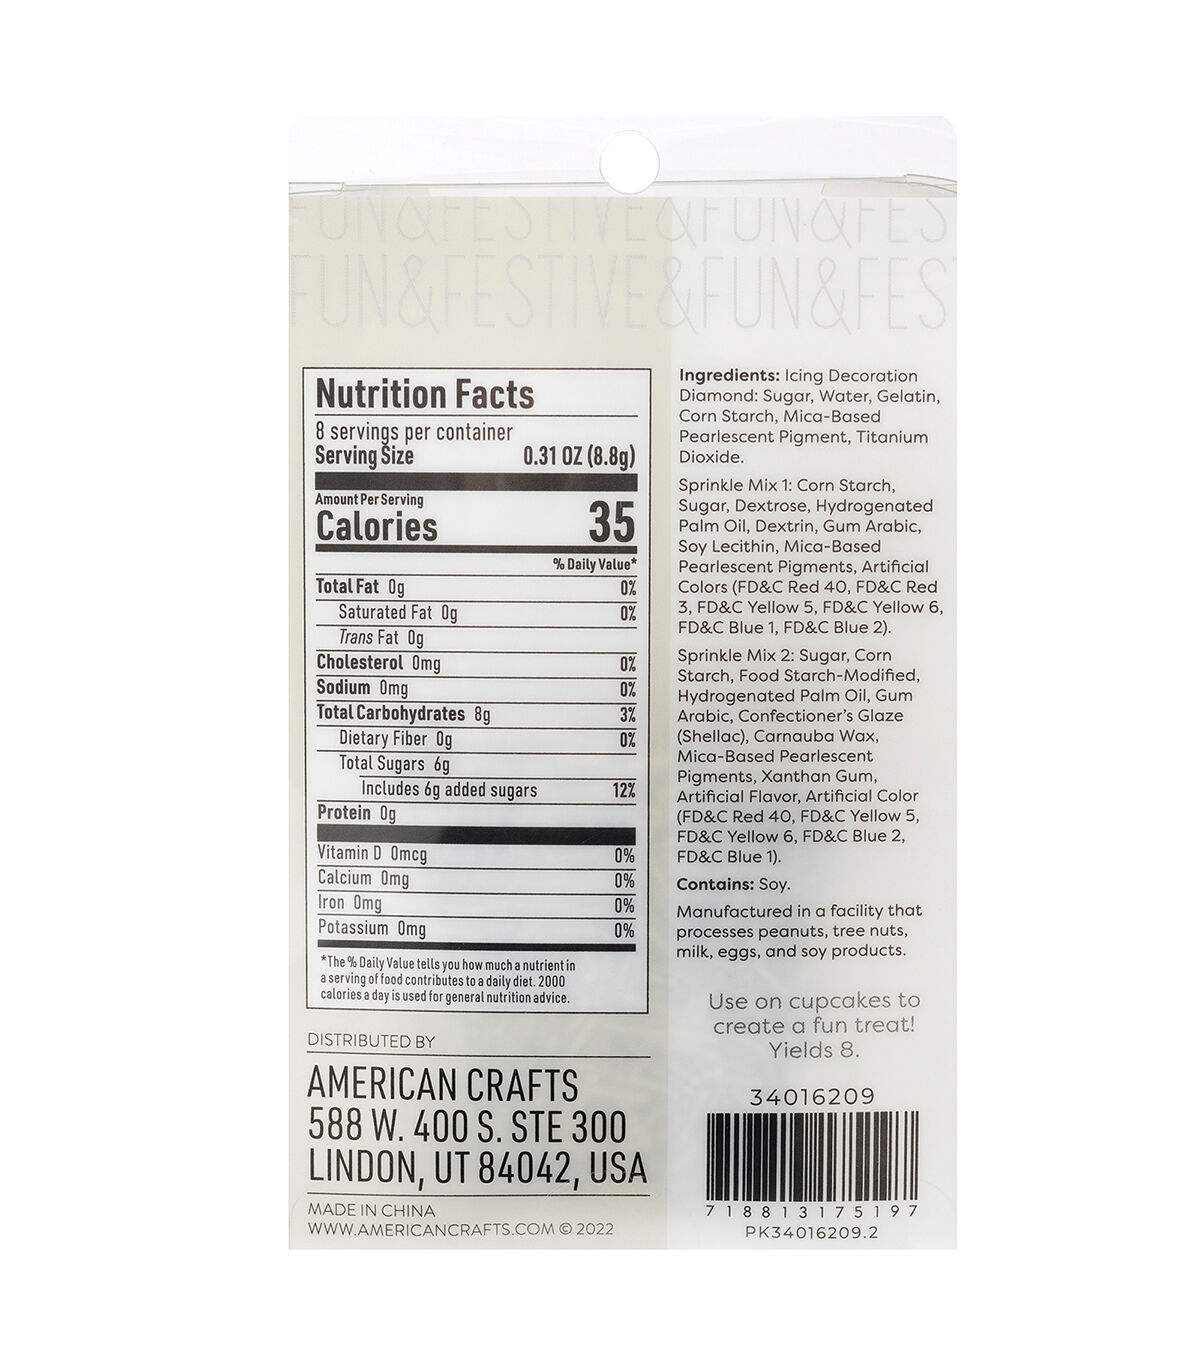 FUN&FESTIVE&FUN&FES
FUN&FESTIVE&FUN&FES
Nutrition Facts
8 servings per container
Serving Size 0.31 OZ (8.8g)
Amount Per Serving
Calories 35
% Daily Value*
Total Fat 0g 0%
Saturated Fat 0g 0%
Trans Fat 0g
Cholesterol 0mg 0%
Sodium 0mg 0%
Total Carbohydrates 8g 3%
Dietary Fiber 0g 0%
Total Sugars 6g
Includes 6g added sugars 12%
Protein 0g
Vitamin D 0mcg 0%
Calcium 0mg 0%
Iron 0mg 0%
Potassium 0mg 0%
*The % Daily Value tells you how much a nutrient in
a serving of food contributes to a daily diet. 2000
calories a day is used for general nutrition advice.
DISTRIBUTED BY
AMERICAN CRAFTS
588 W. 400 S. STE 300
LINDON, UT 84042, USA
MADE IN CHINA
WWW.AMERICANCRAFTS.COM © 2022
Ingredients: Icing Decoration
Diamond: Sugar, Water, Gelatin,
Corn Starch, Mica-Based
Pearlescent Pigment, Titanium
Dioxide.
Sprinkle Mix 1: Corn Starch,
Sugar, Dextrose, Hydrogenated
Palm Oil, Dextrin, Gum Arabic,
Soy Lecithin, Mica-Based
Pearlescent Pigments, Artificial
Colors (FD&C Red 40, FD&C Red
3, FD&C Yellow 5, FD&C Yellow 6,
FD&C Blue 1, FD&C Blue 2).
Sprinkle Mix 2: Sugar, Corn
Starch, Food Starch-Modified,
Hydrogenated Palm Oil, Gum
Arabic, Confectioner's Glaze
(Shellac), Carnauba Wax,
Mica-Based Pearlescent
Pigments, Xanthan Gum,
Artificial Flavor, Artificial Color
(FD&C Red 40, FD&C Yellow 5,
FD&C Yellow 6, FD&C Blue 2,
FD&C Blue 1).
Contains: Soy.
Manufactured in a facility that
processes peanuts, tree nuts,
milk, eggs, and soy products.
Use on cupcakes to
create a fun treat!
Yields 8.
34016209
7 18813 17519 7
PK34016209.2